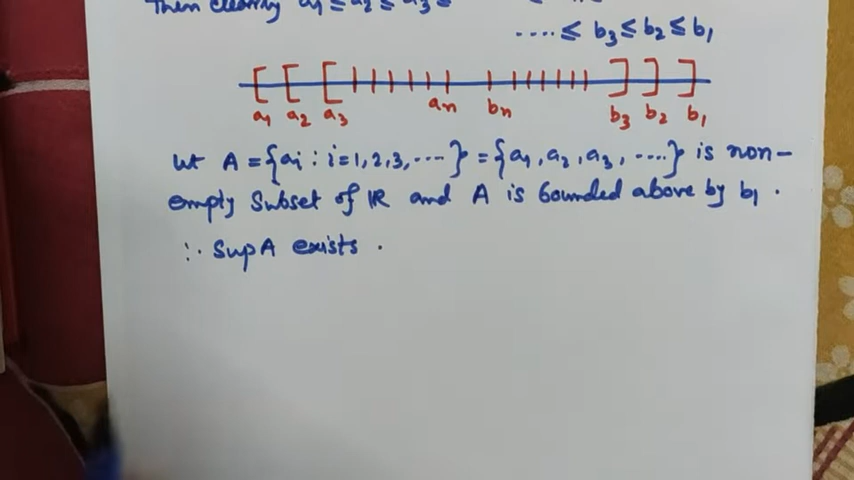 Then clearly a1 ≤ a2 ≤ a3 ≤
.... ≤ b3 ≤ b2 ≤ b1
a1 a2 a3 an bn b3 b2 b1
Let A = {ai : i=1,2,3,....} = {a1, a2, a3, ....} is non-
empty Subset of IR and A is bounded above by b1.
∴ Sup A exists.